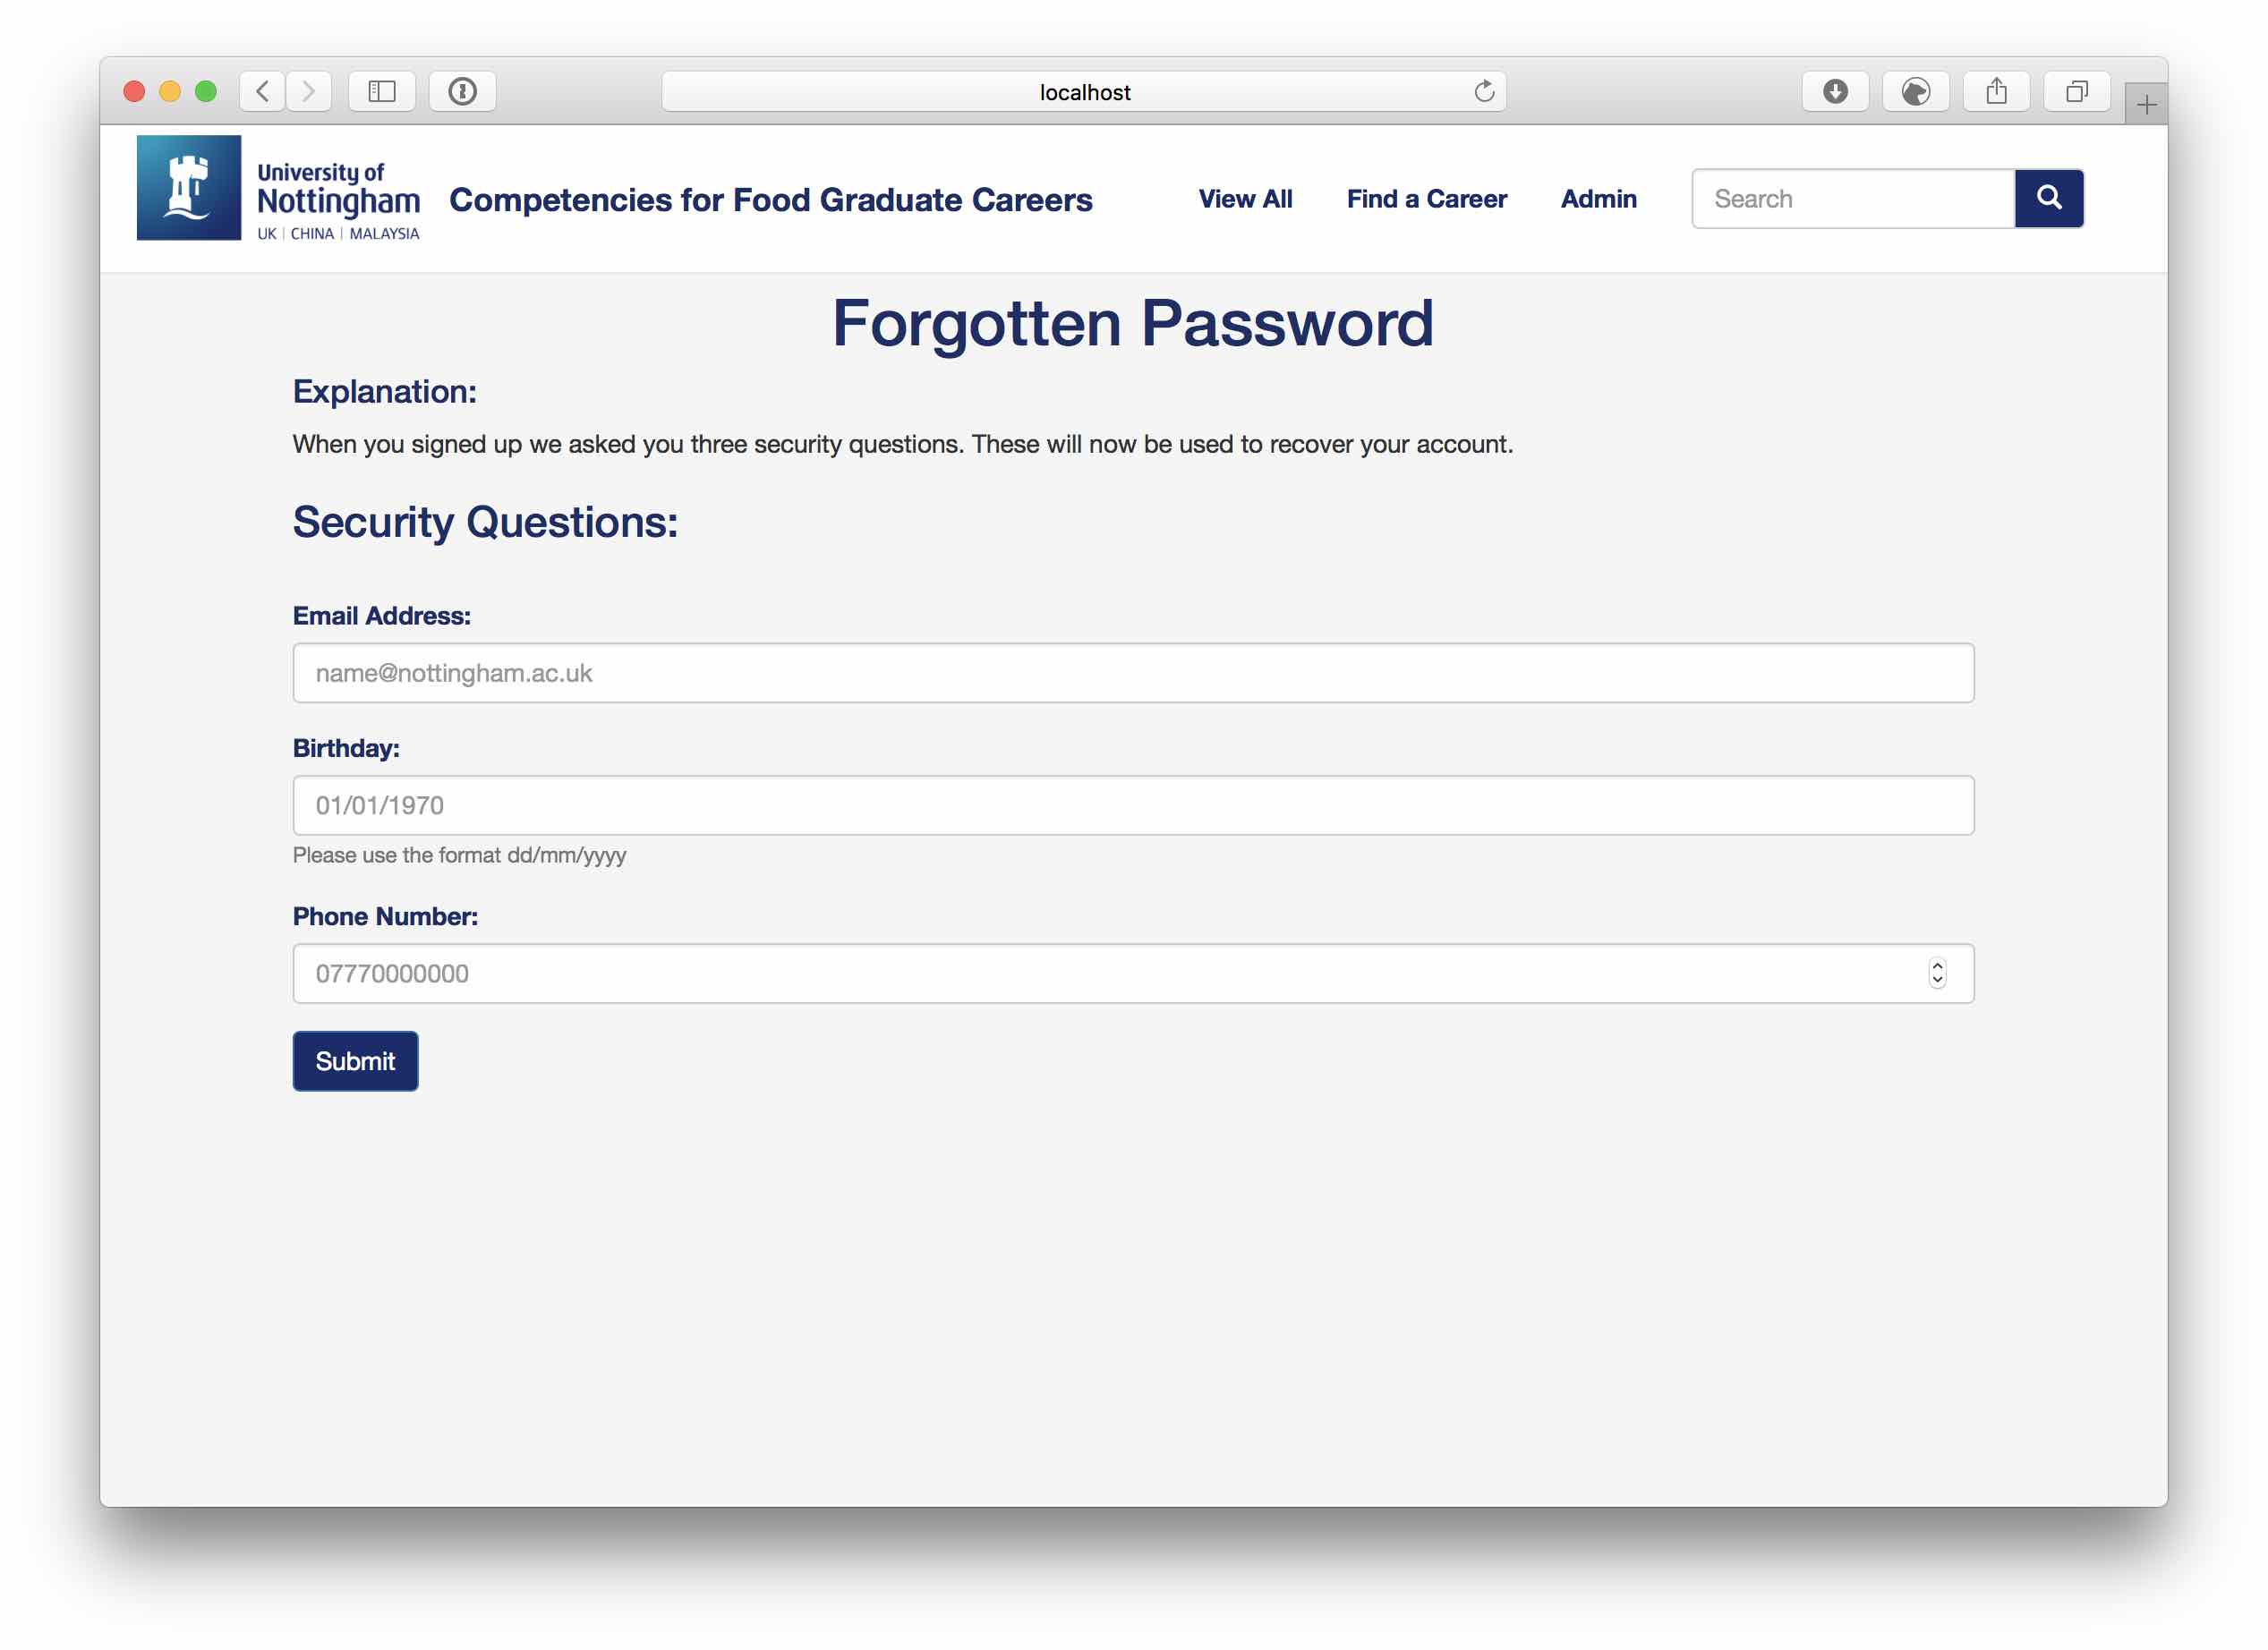 localhost
University of
Nottingham
UK | CHINA | MALAYSIA
Competencies for Food Graduate Careers
View All
Find a Career
Admin
Search
Forgotten Password
Explanation:
When you signed up we asked you three security questions. These will now be used to recover your account.
Security Questions:
Email Address:
name@nottingham.ac.uk
Birthday:
01/01/1970
Please use the format dd/mm/yyyy
Phone Number:
07770000000
Submit